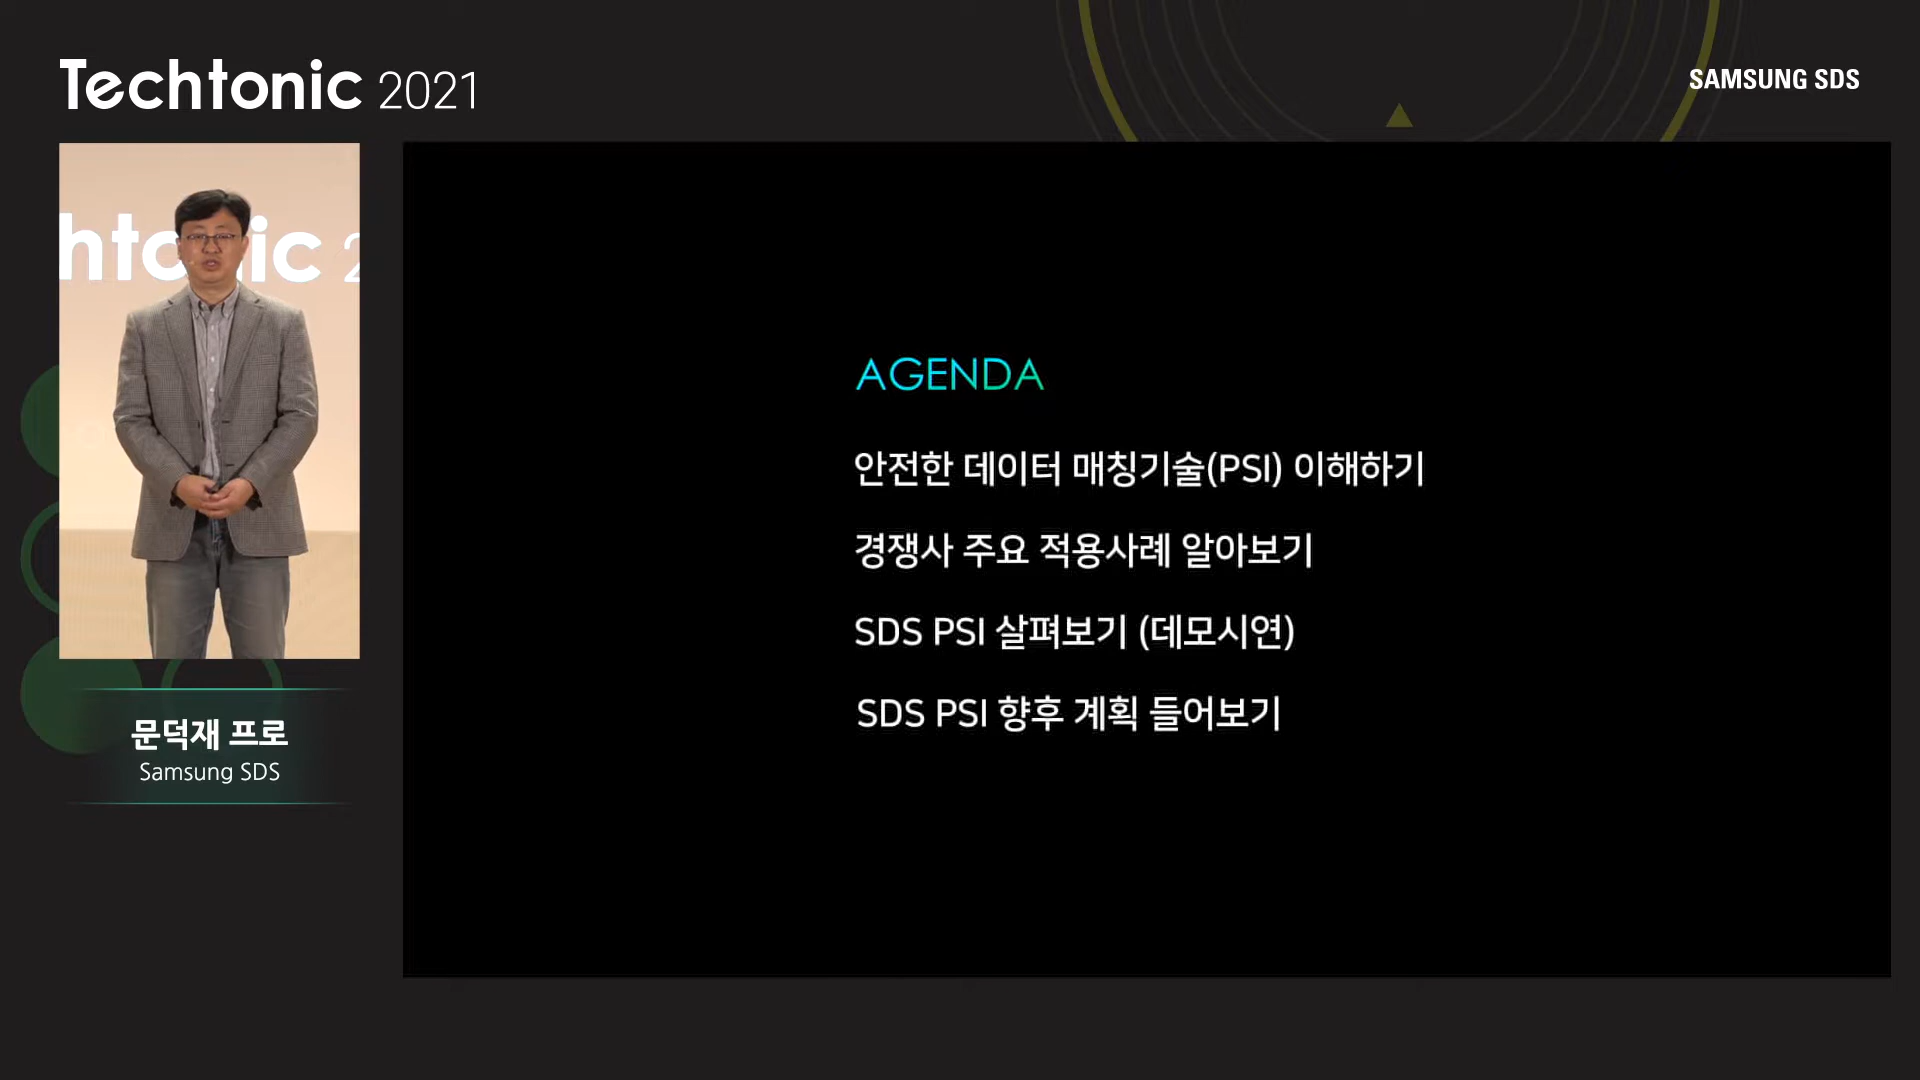 Techtonic 2021
SAMSUNG SDS
htonic 2
문덕재 프로
Samsung SDS
AGENDA
안전한 데이터 매칭기술(PSI) 이해하기
경쟁사 주요 적용사례 알아보기
SDS PSI 살펴보기 (데모시연)
SDS PSI 향후 계획 들어보기